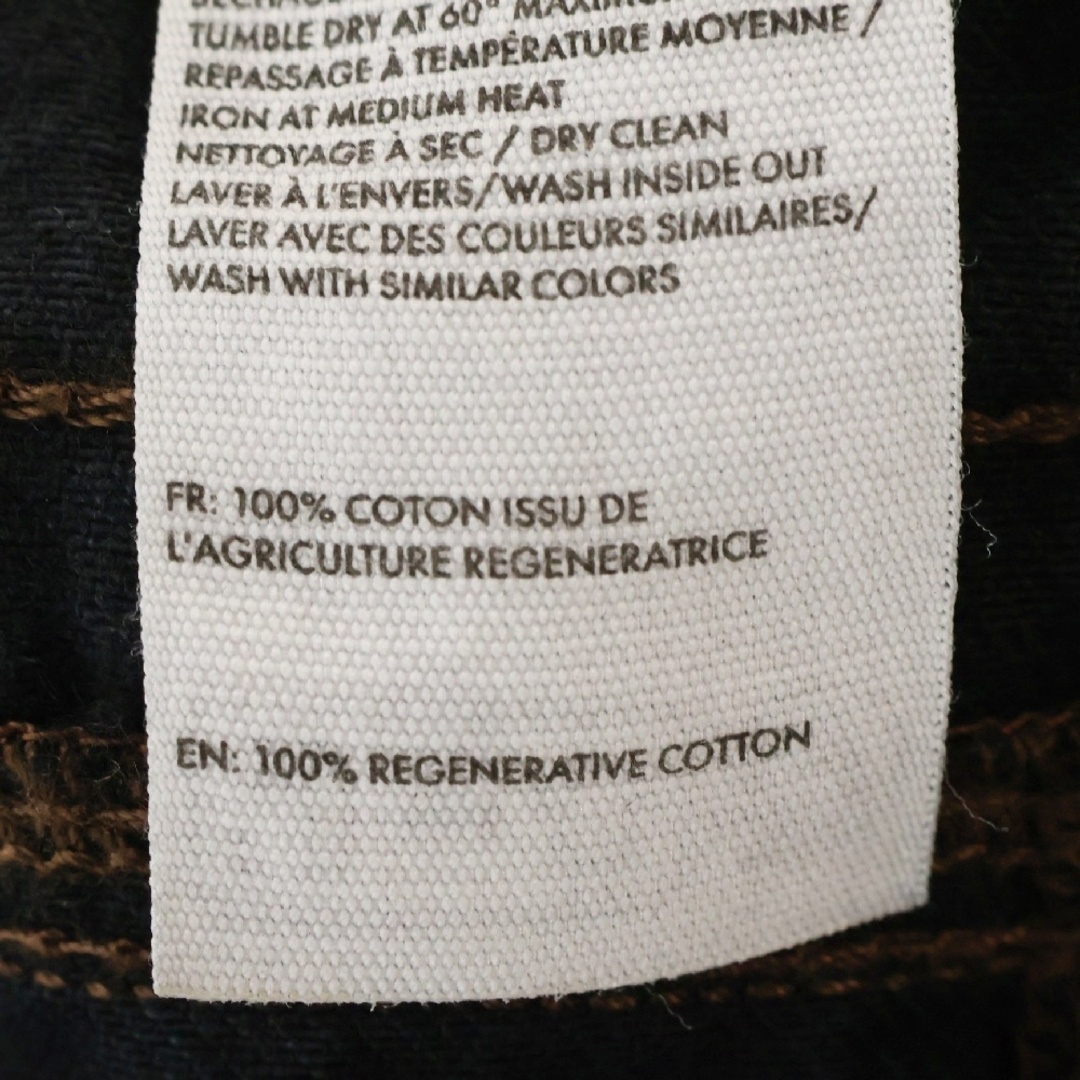 TUMBLE DRY AT 60°
REPASSAGE À TEMPÉRATURE MOYENNE /
IRON AT MEDIUM HEAT
NETTOYAGE À SEC / DRY CLEAN
LAVER À L'ENVERS/WASH INSIDE OUT
LAVER AVEC DES COULEURS SIMILAIRES/
WASH WITH SIMILAR COLORS
FR: 100% COTON ISSU DE
L'AGRICULTURE REGENERATRICE
EN: 100% REGENERATIVE COTTON